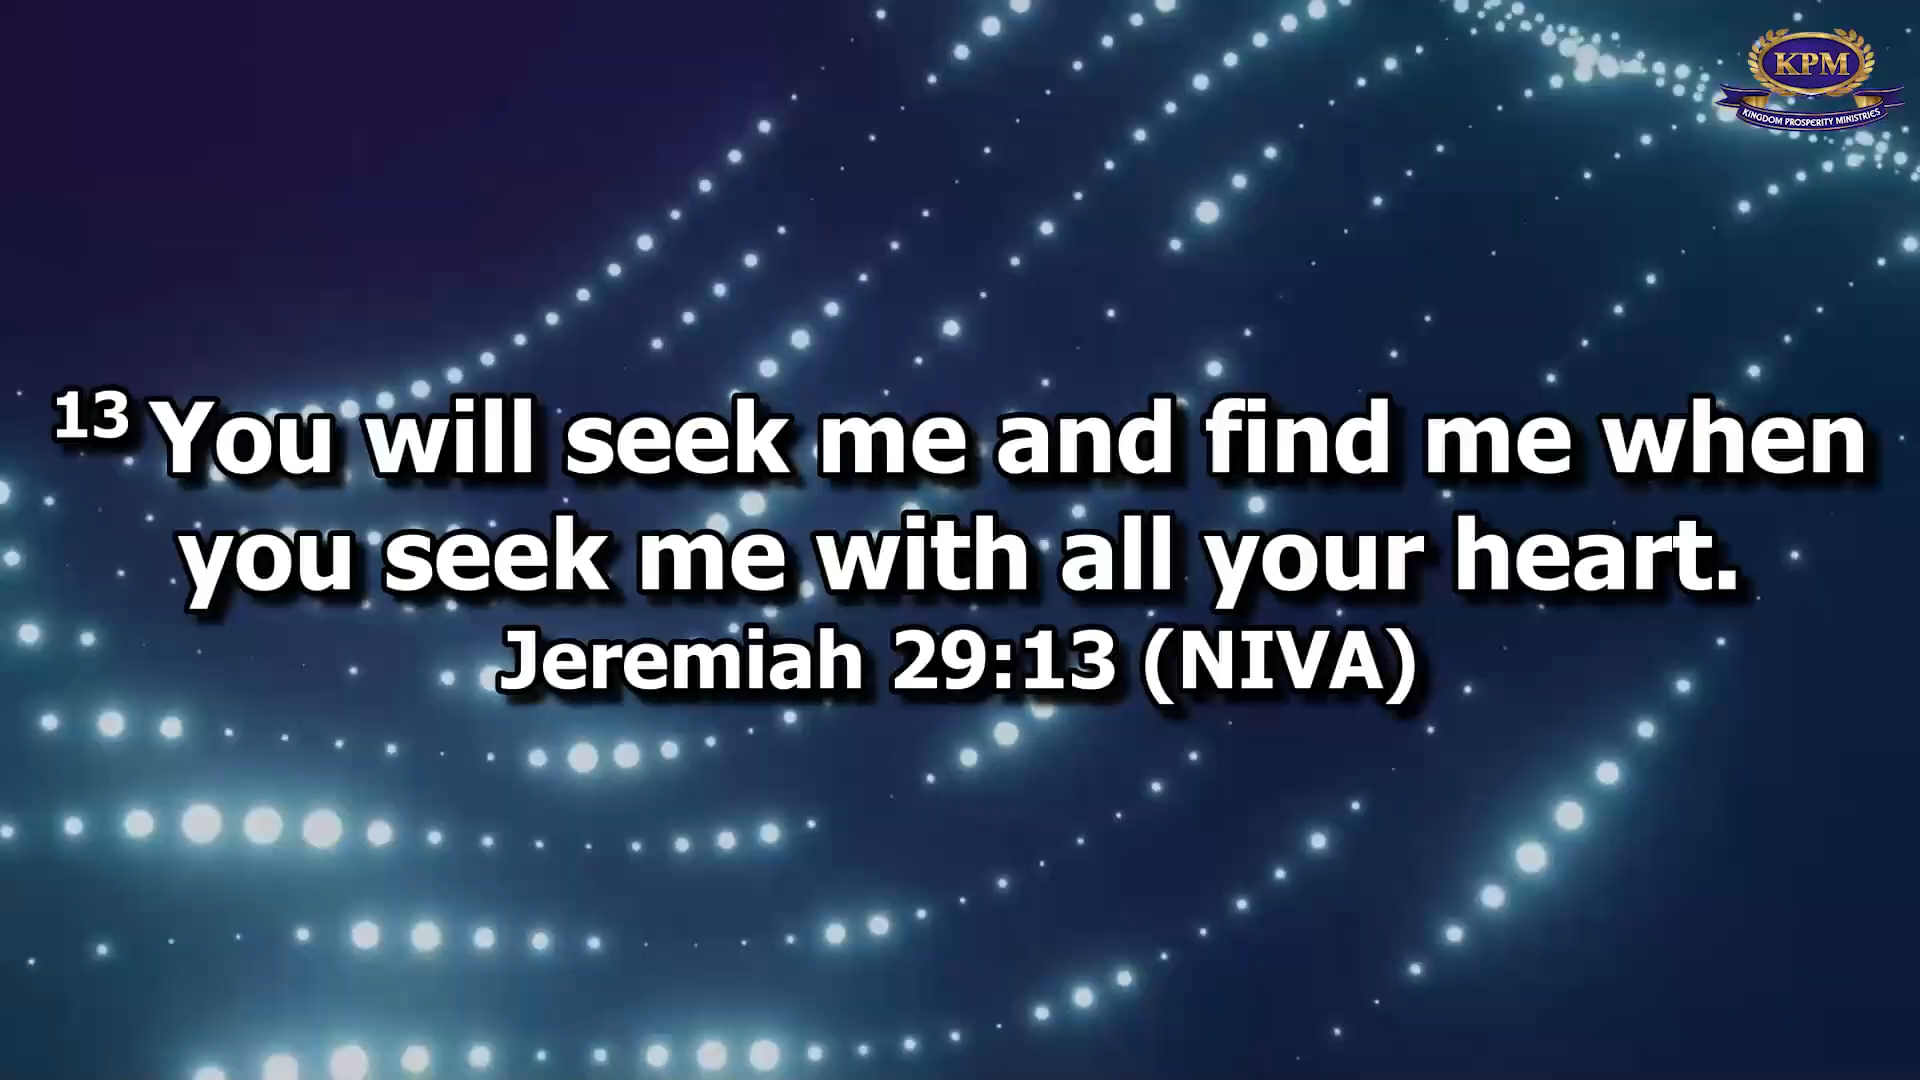 KPM
KINGDOM PROSPERITY MINISTRIES
13 You will seek me and find me when
you seek me with all your heart.
Jeremiah 29:13 (NIVA)